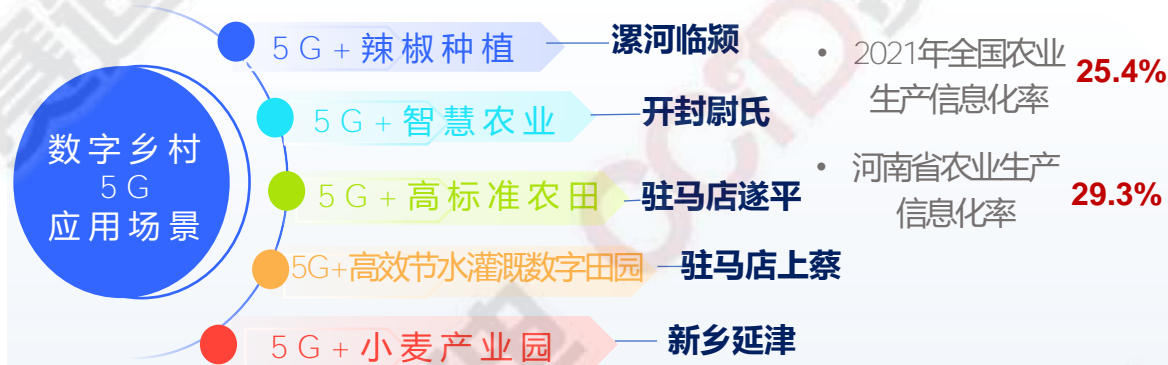 数字乡村
5G
应用场景
5G+辣椒种植
漯河临颍
5G+智慧农业
开封尉氏
5G+高标准农田
驻马店遂平
5G+高效节水灌溉数字田园
驻马店上蔡
5G+小麦产业园
新乡延津
• 2021年全国农业
生产信息化率
25.4%
• 河南省农业生产
信息化率
29.3%
CCID